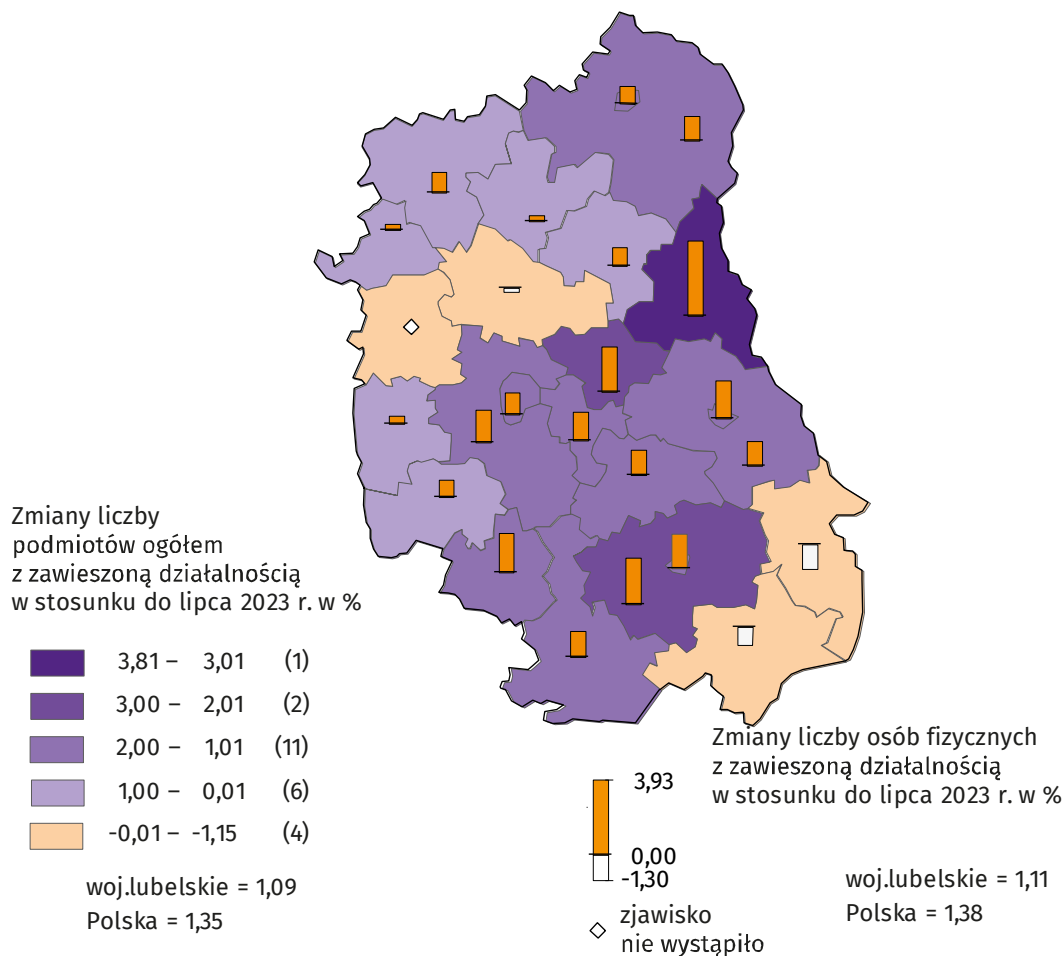 Zmiany liczby
podmiotów ogółem
z zawieszoną działalnością
w stosunku do lipca 2023 r. w %
3,81 – 3,01 (1)
3,00 – 2,01 (2)
2,00 – 1,01 (11)
1,00 – 0,01 (6)
-0,01 – -1,15 (4)
woj.lubelskie = 1,09
Polska = 1,35
Zmiany liczby osób fizycznych
z zawieszoną działalnością
w stosunku do lipca 2023 r. w %
3,93
0,00
-1,30
zjawisko
nie wystąpiło
woj.lubelskie = 1,11
Polska = 1,38